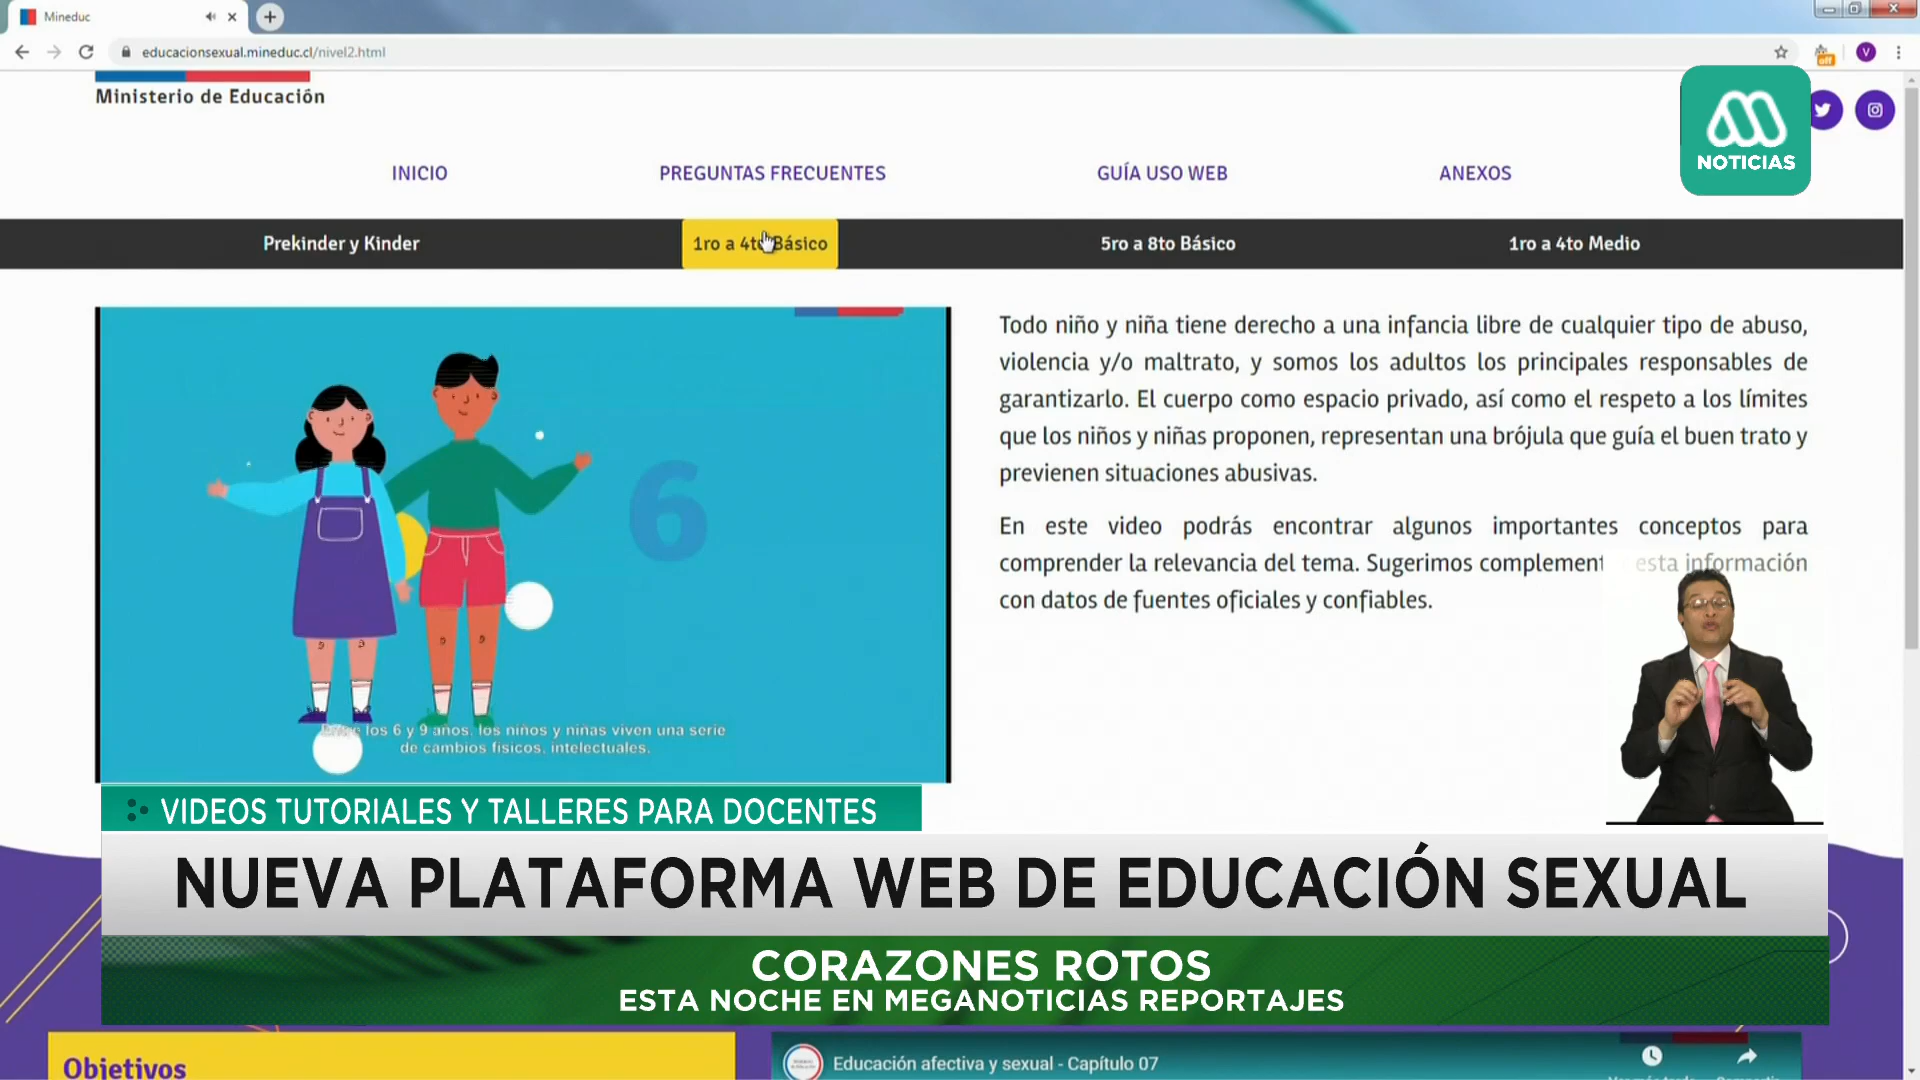 Mineduc
educacionsexual.mineduc.cl/nivel2.html
off
V
Ministerio de Educación
NOTICIAS
INICIO
PREGUNTAS FRECUENTES
GUÍA USO WEB
ANEXOS
Prekinder y Kinder
1ro a 4to Básico
5ro a 8to Básico
1ro a 4to Medio
6
los 6 y 9 años, los niños y niñas viven una serie
de cambios físicos, intelectuales.
Todo niño y niña tiene derecho a una infancia libre de cualquier tipo de abuso,
violencia y/o maltrato, y somos los adultos los principales responsables de
garantizarlo. El cuerpo como espacio privado, así como el respeto a los límites
que los niños y niñas proponen, representan una brújula que guía el buen trato y
previenen situaciones abusivas.
En este video podrás encontrar algunos importantes conceptos para
comprender la relevancia del tema. Sugerimos complement esta información
con datos de fuentes oficiales y confiables.
VIDEOS TUTORIALES Y TALLERES PARA DOCENTES
NUEVA PLATAFORMA WEB DE EDUCACIÓN SEXUAL
CORAZONES ROTOS
ESTA NOCHE EN MEGANOTICIAS REPORTAJES
Objetivos
Educación afectiva y sexual - Capítulo 07